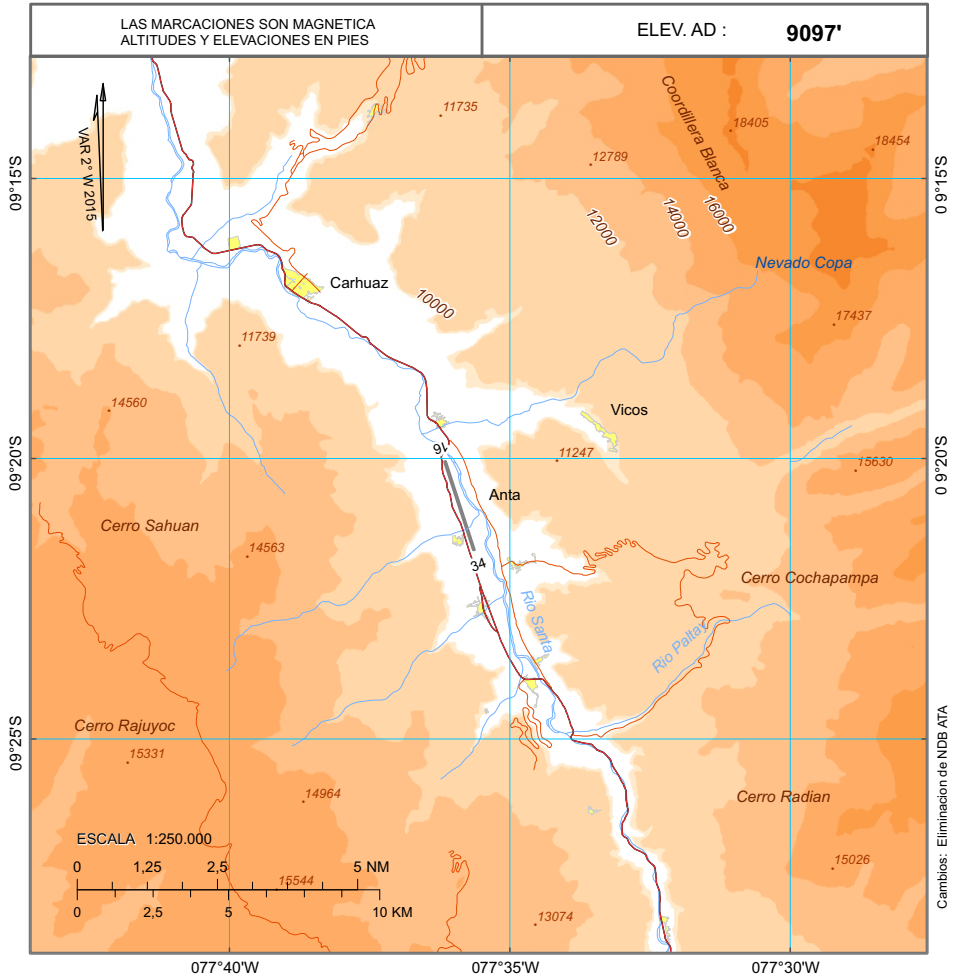 LAS MARCACIONES SON MAGNETICA
ALTITUDES Y ELEVACIONES EN PIES
ELEV. AD : 9097'
VAR 2° W 2015
11735
Coordillera Blanca
18405
18454
12789
09°15'S
0 9°15'S
12000
14000
16000
Nevado Copa
Carhuaz
10000
17437
11739
14560
Vicos
16
11247
15630
09°20'S
0 9°20'S
Anta
Cerro Sahuan
14563
34
Cerro Cochapampa
Rio Santa
Rio Paltay
Cerro Rajuyoc
09°25'S
15331
14964
Cerro Radian
ESCALA 1:250.000
0 1,25 2,5 5 NM
15544
0 2,5 5 10 KM
15026
13074
077°40'W
077°35'W
077°30'W
Cambios: Eliminacion de NDB ATA